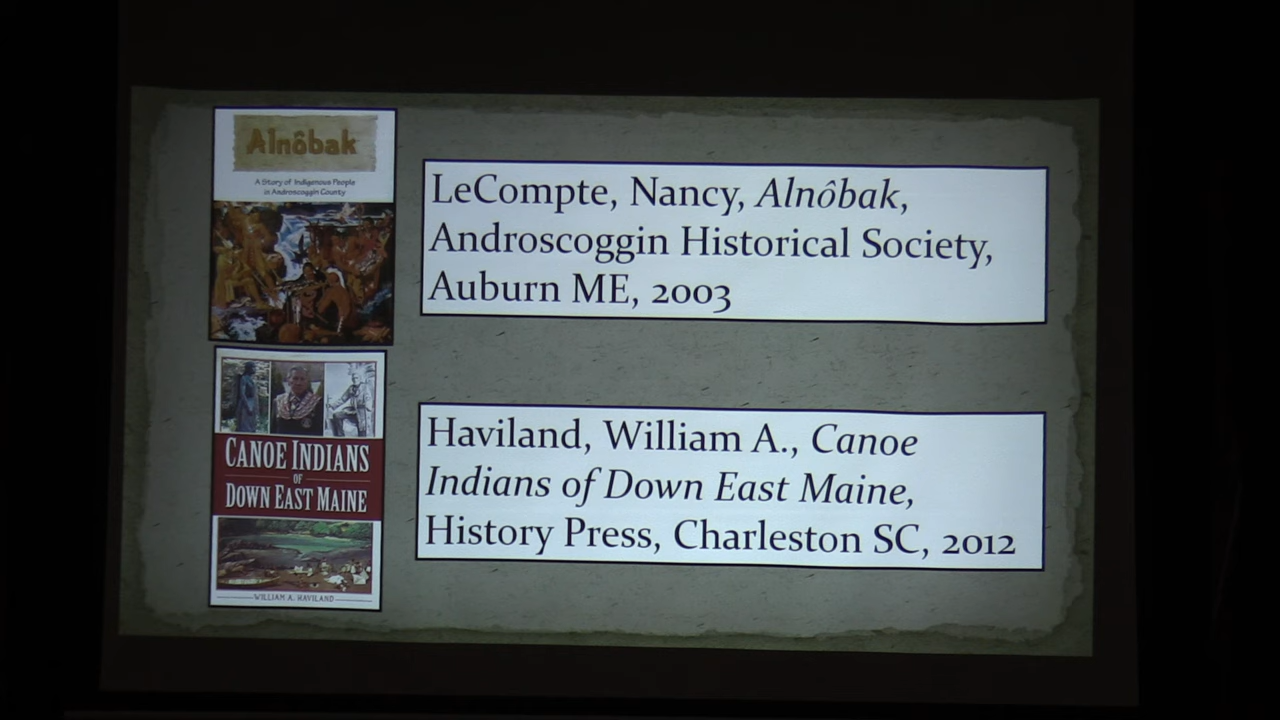 Alnôbak
A Story of Indigenous People
in Androscoggin County
LeCompte, Nancy, Alnôbak,
Androscoggin Historical Society,
Auburn ME, 2003
CANOE INDIANS
OF
DOWN EAST MAINE
WILLIAM A. HAVILAND
Haviland, William A., Canoe
Indians of Down East Maine,
History Press, Charleston SC, 2012